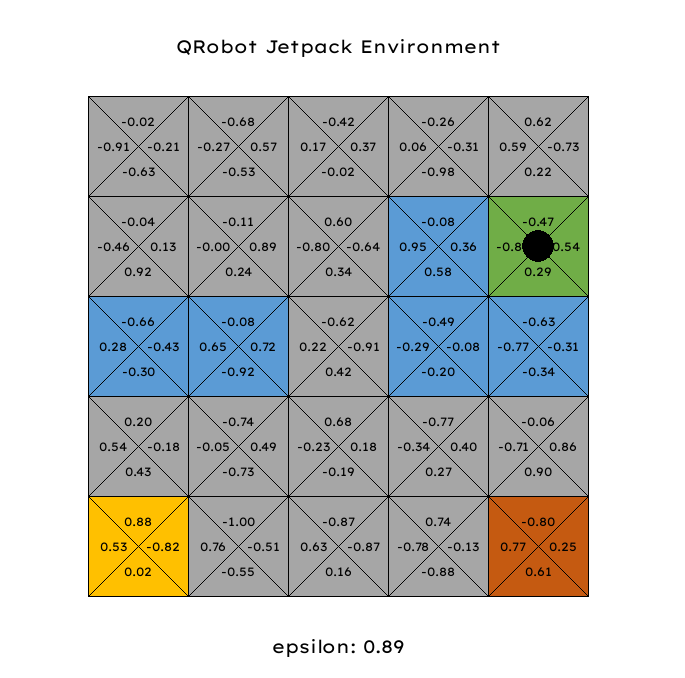 QRobot Jetpack Environment
-0.02 -0.68 -0.42 -0.26 0.62
-0.91 -0.21 -0.27 0.57 0.17 0.37 0.06 -0.31 0.59 -0.73
-0.63 -0.53 -0.02 -0.98 0.22
-0.04 -0.11 0.60 -0.08 -0.47
-0.46 0.13 -0.00 0.89 -0.80 -0.64 0.95 0.36 0.54
0.92 0.24 0.34 0.58 0.29
-0.66 -0.08 -0.62 -0.49 -0.63
0.28 -0.43 0.65 0.72 0.22 -0.91 -0.29 -0.08 -0.77 -0.31
-0.30 -0.92 0.42 -0.20 -0.34
0.20 -0.74 0.68 -0.77 -0.06
0.54 -0.18 -0.05 0.49 -0.23 0.18 -0.34 0.40 -0.71 0.86
0.43 -0.73 -0.19 0.27 0.90
0.88 -1.00 -0.87 0.74 -0.80
0.53 -0.82 0.76 -0.51 0.63 -0.87 -0.78 -0.13 0.77 0.25
0.02 -0.55 0.16 -0.88 0.61
epsilon: 0.89